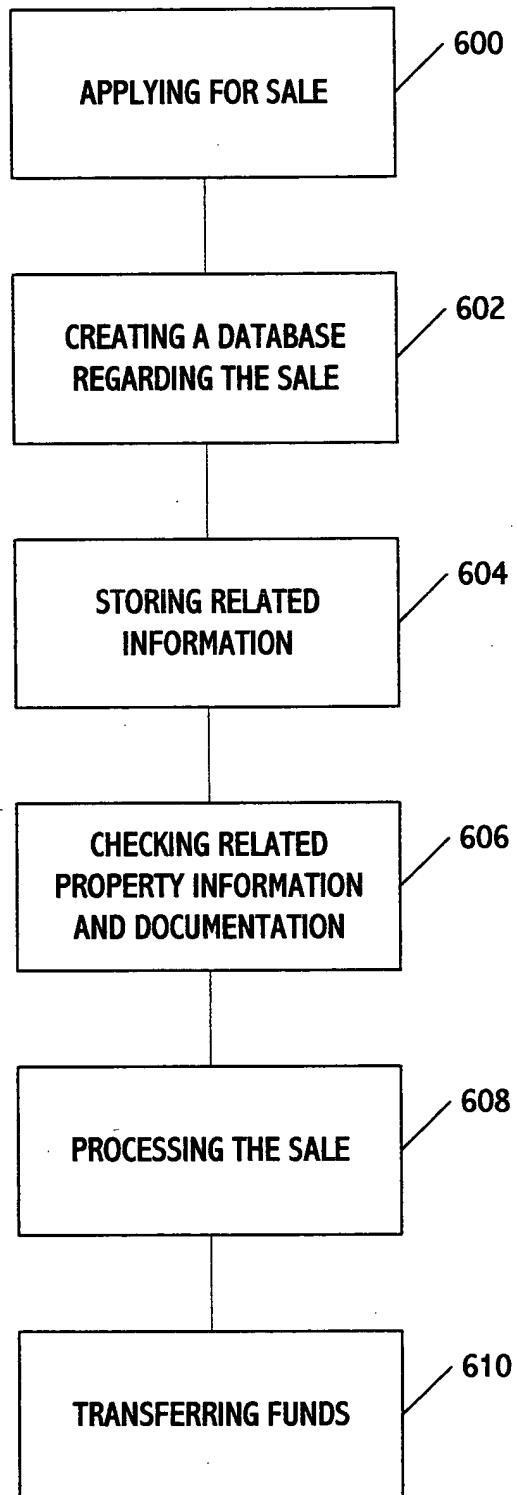 600
APPLYING FOR SALE
602
CREATING A DATABASE
REGARDING THE SALE
604
STORING RELATED
INFORMATION
606
CHECKING RELATED
PROPERTY INFORMATION
AND DOCUMENTATION
608
PROCESSING THE SALE
610
TRANSFERRING FUNDS